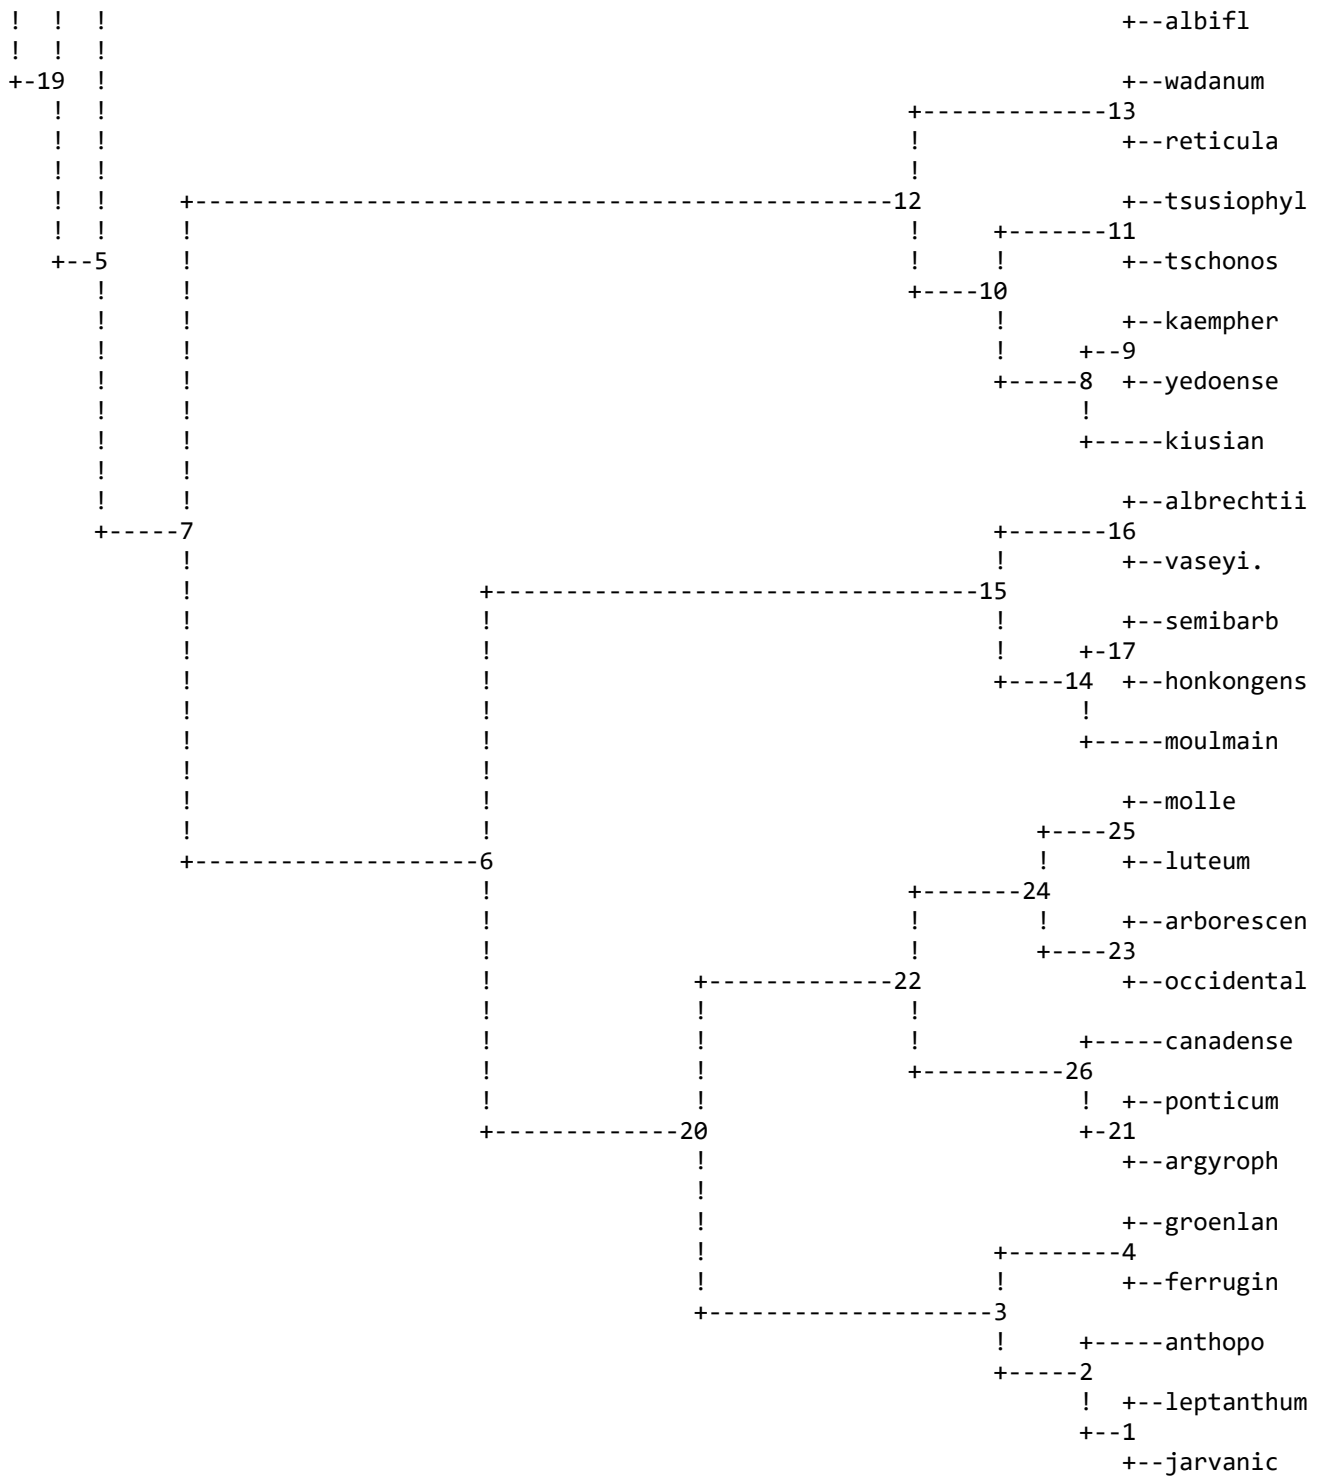 !  !  !                                                                       +--albifl
!  !  !
+-19  !                                                                       +--wadanum
   !  !                                                        +-------------13
   !  !                                                        !              +--reticula
   !  !                                                        !
   !  !     +-------------------------------------------------12              +--tsusiophyl
   !  !     !                                                  !     +-------11
   +--5     !                                                  !     !        +--tschonos
      !     !                                                  +----10
      !     !                                                        !        +--kaempher
      !     !                                                        !     +--9
      !     !                                                        +-----8  +--yedoense
      !     !                                                              !
      !     !                                                              +-----kiusian
      !     !
      !     !                                                                 +--albrechtii
      +-----7                                                        +-------16
            !                                                        !        +--vaseyi.
            !                    +----------------------------------15
            !                    !                                   !        +--semibarb
            !                    !                                   !     +-17
            !                    !                                   +----14  +--honkongens
            !                    !                                         !
            !                    !                                         +-----moulmain
            !                    !
            !                    !                                            +--molle
            !                    !                                      +----25
            +--------------------6                                      !     +--luteum
                                 !                             +-------24
                                 !                             !        !     +--arborescen
                                 !                             !        +----23
                                 !              +-------------22              +--occidental
                                 !              !              !
                                 !              !              !           +-----canadense
                                 !              !              +----------26
                                 !              !                          !  +--ponticum
                                 +-------------20                          +-21
                                                !                             +--argyroph
                                                !
                                                !                             +--groenlan
                                                !                    +--------4
                                                !                    !        +--ferrugin
                                                +--------------------3
                                                                     !     +-----anthopo
                                                                     +-----2
                                                                           !  +--leptanthum
                                                                           +--1
                                                                              +--jarvanic